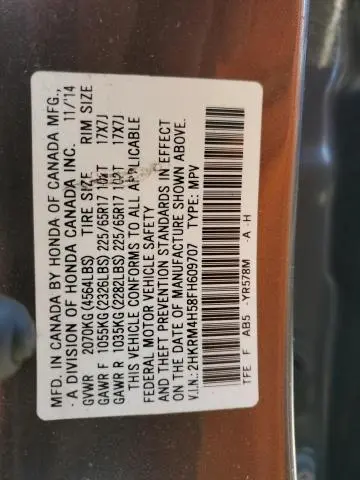 MFD. IN CANADA BY HONDA OF CANADA MFG.,
- A DIVISION OF HONDA CANADA INC. 11/'14
GVWR 2070KG (4564LBS) TIRE SIZE RIM SIZE
GAWR F 1055KG (2326LBS) 225/65R17 102T 17X7J
GAWR R 1035KG (2282LBS) 225/65R17 102T 17X7J
THIS VEHICLE CONFORMS TO ALL APPLICABLE
FEDERAL MOTOR VEHICLE SAFETY
AND THEFT PREVENTION STANDARDS IN EFFECT
ON THE DATE OF MANUFACTURE SHOWN ABOVE.
V.I.N.: 2HKRM4H58FH609707 TYPE: MPV
TFE F AB5 -YR578M -A -H